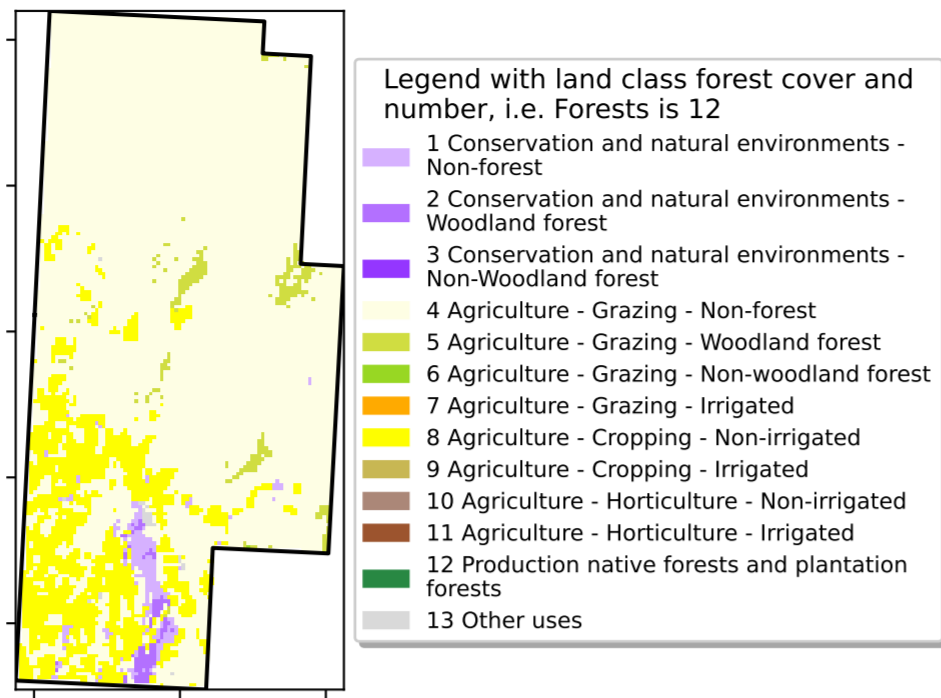 Legend with land class forest cover and
number, i.e. Forests is 12
1 Conservation and natural environments -
Non-forest
2 Conservation and natural environments -
Woodland forest
3 Conservation and natural environments -
Non-Woodland forest
4 Agriculture - Grazing - Non-forest
5 Agriculture - Grazing - Woodland forest
6 Agriculture - Grazing - Non-woodland forest
7 Agriculture - Grazing - Irrigated
8 Agriculture - Cropping - Non-irrigated
9 Agriculture - Cropping - Irrigated
10 Agriculture - Horticulture - Non-irrigated
11 Agriculture - Horticulture - Irrigated
12 Production native forests and plantation
forests
13 Other uses